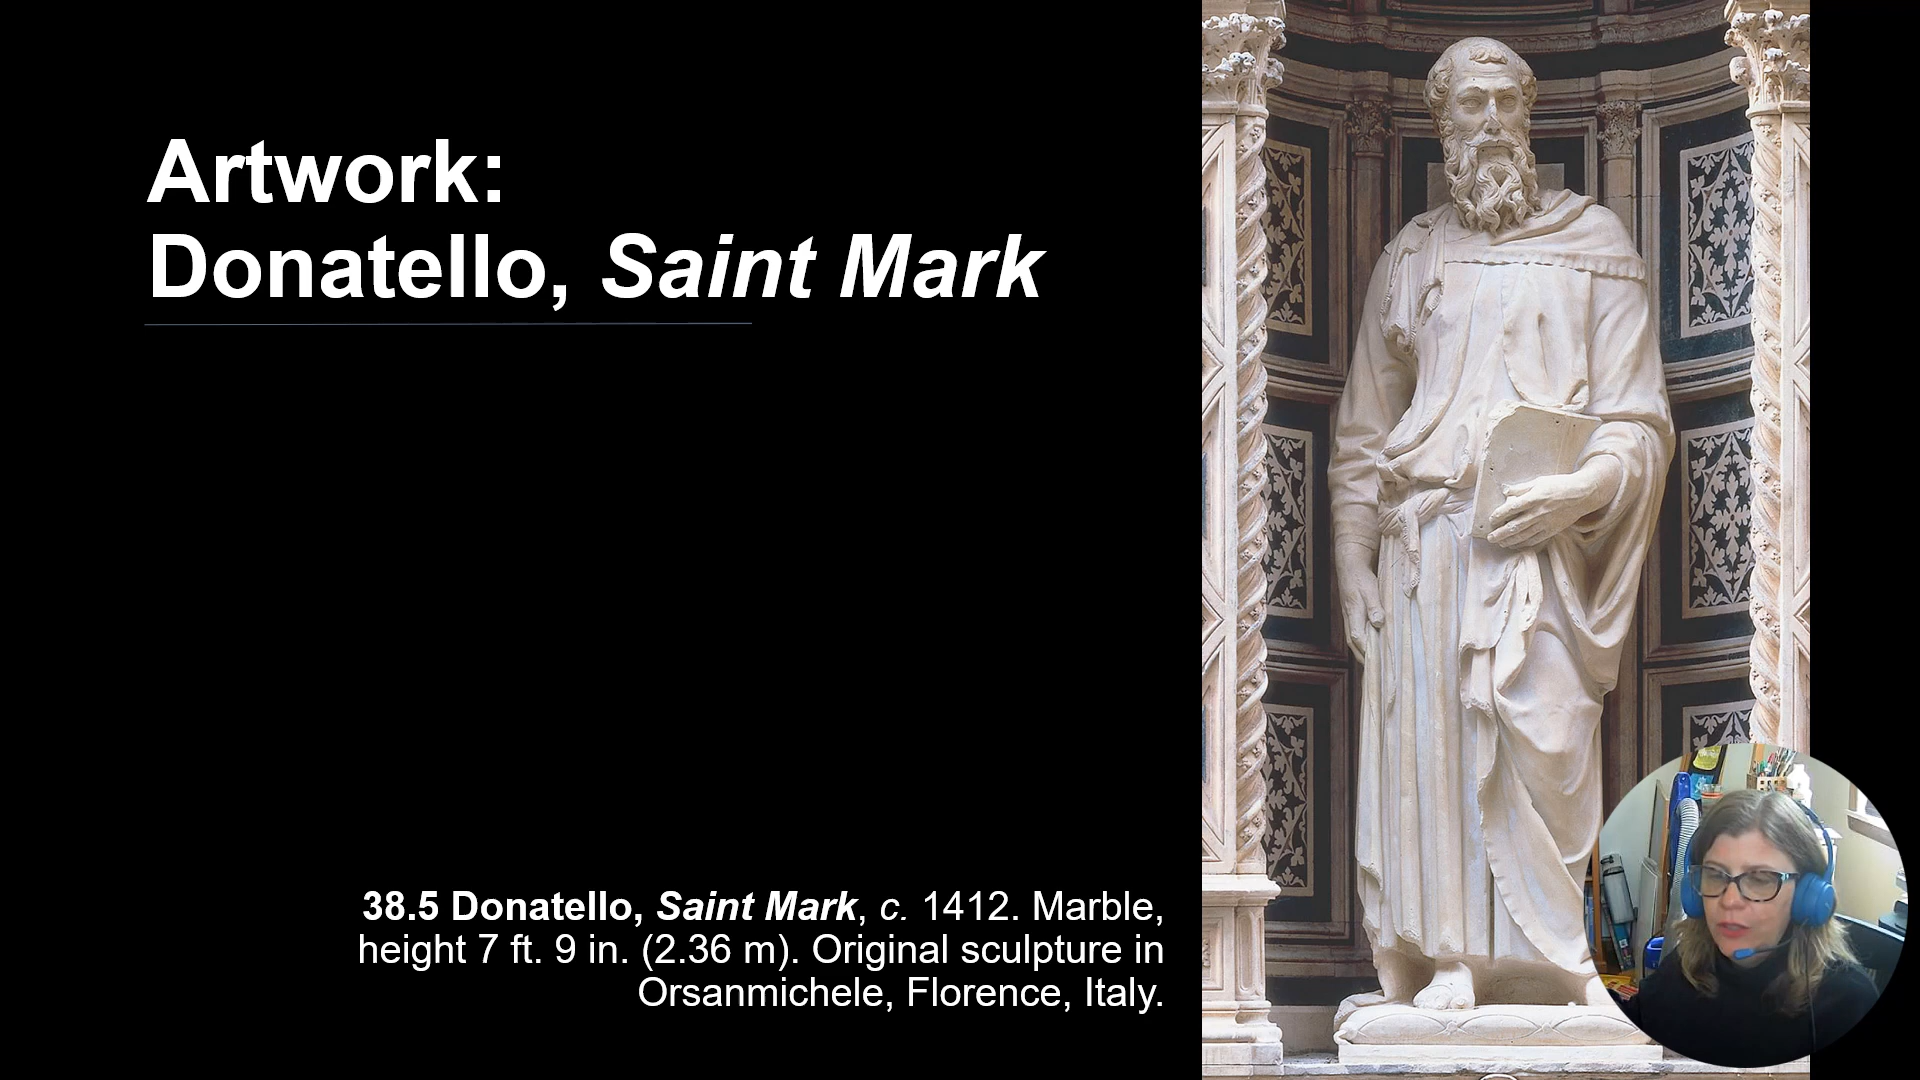 Artwork:
Donatello, Saint Mark
38.5 Donatello, Saint Mark, c. 1412. Marble,
height 7 ft. 9 in. (2.36 m). Original sculpture in
Orsanmichele, Florence, Italy.